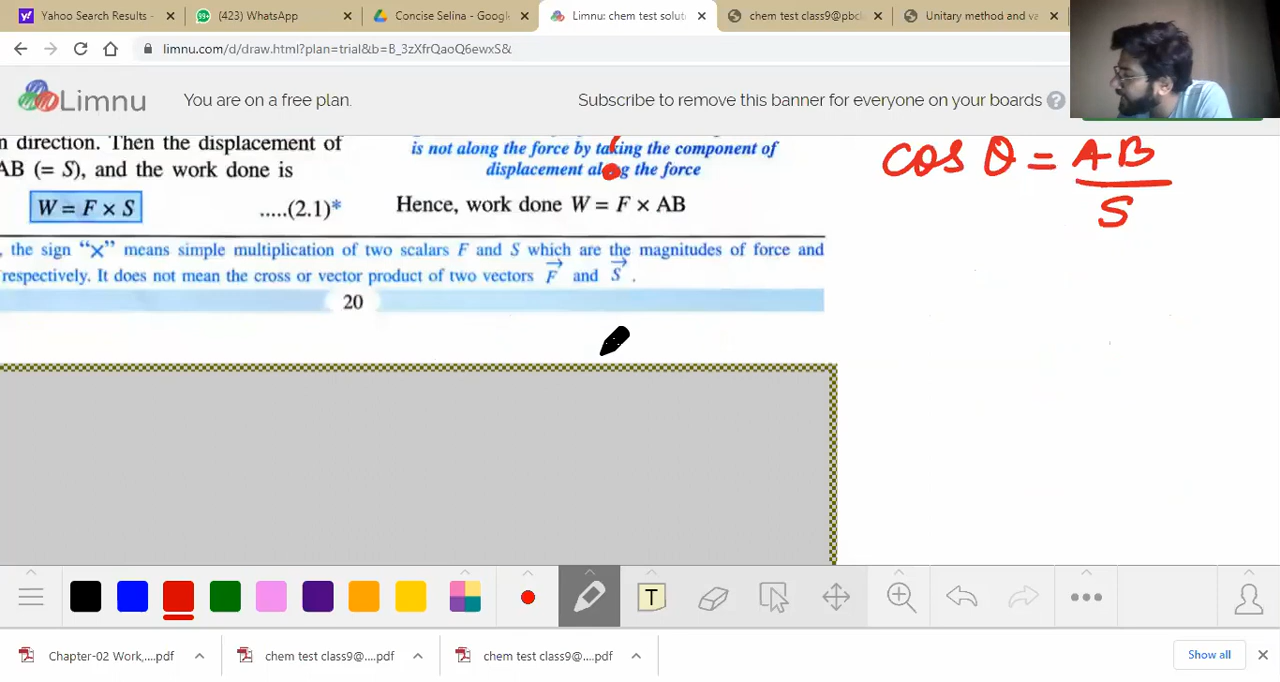 Yahoo Search Results -
(423) WhatsApp
Concise Selina - Google
Limnu: chem test soluti
chem test class9@pbcl
Unitary method and va
limnu.com/d/draw.html?plan=trial&b=B_3zXfrQaoQ6ewxS&
Limnu
You are on a free plan.
Subscribe to remove this banner for everyone on your boards
n direction. Then the displacement of
AB (= S), and the work done is
W = F × S
.....(2.1)*
is not along the force by taking the component of
displacement along the force
Hence, work done W = F × AB
, the sign “×” means simple multiplication of two scalars F and S which are the magnitudes of force and
respectively. It does not mean the cross or vector product of two vectors F⃗ and S⃗ .
20
cos θ = AB
S
T
Chapter-02 Work,....pdf
chem test class9@....pdf
chem test class9@....pdf
Show all